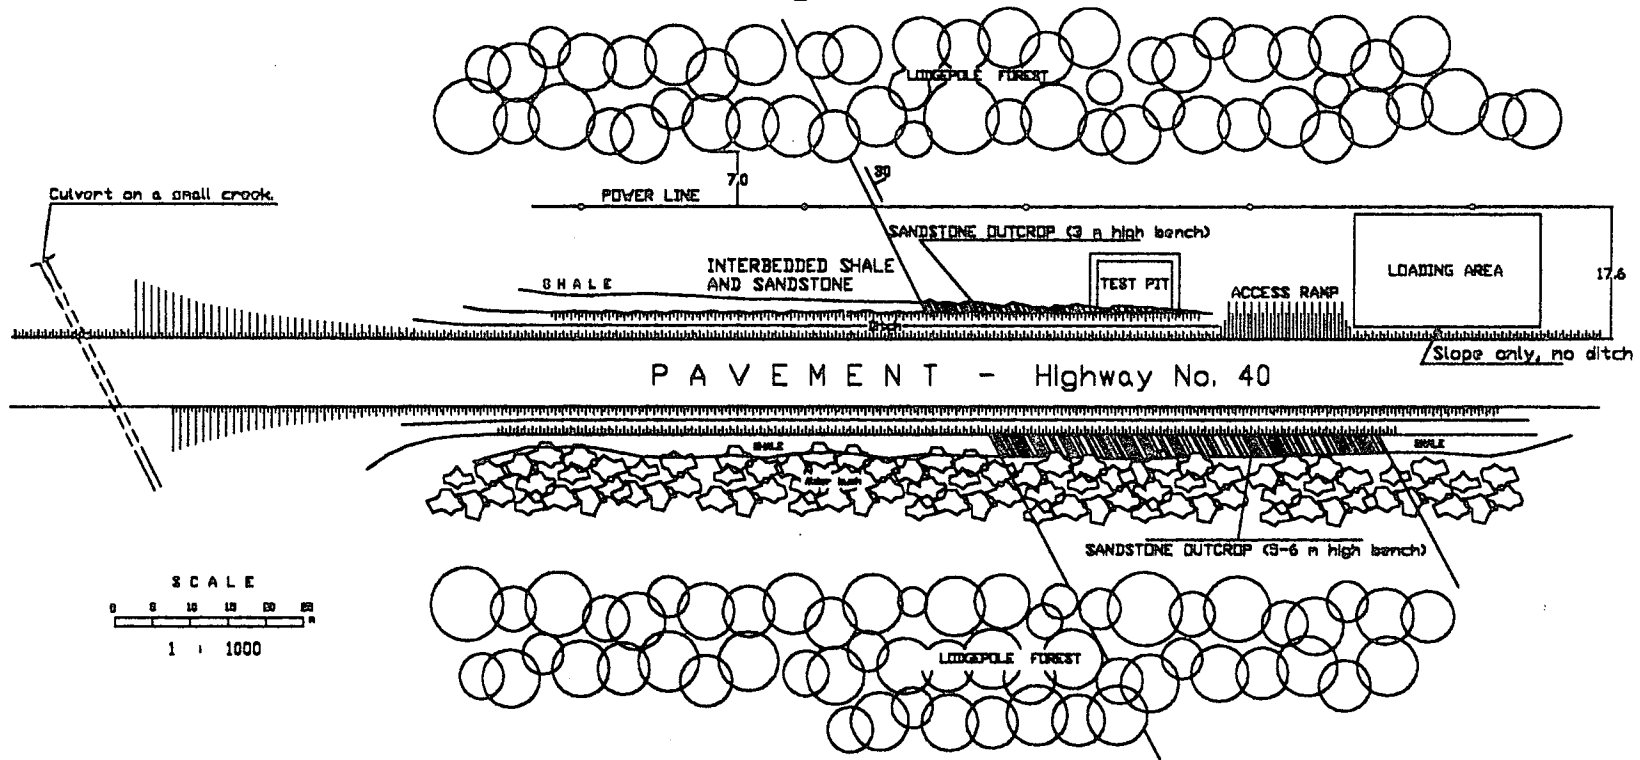 LODGEPOLE FOREST
7.0
30
Culvert on a small creek.
POWER LINE
SANDSTONE OUTCROP (3 m high bench)
INTERBEDDED SHALE
AND SANDSTONE
SHALE
TEST PIT
LOADING AREA
17.6
ACCESS RAMP
Ditch
Slope only, no ditch
PAVEMENT - Highway No. 40
SHALE
SHALE
SANDSTONE OUTCROP (3-6 m high bench)
SCALE
0 5 10 15 20 25
m
1 : 1000
LODGEPOLE FOREST